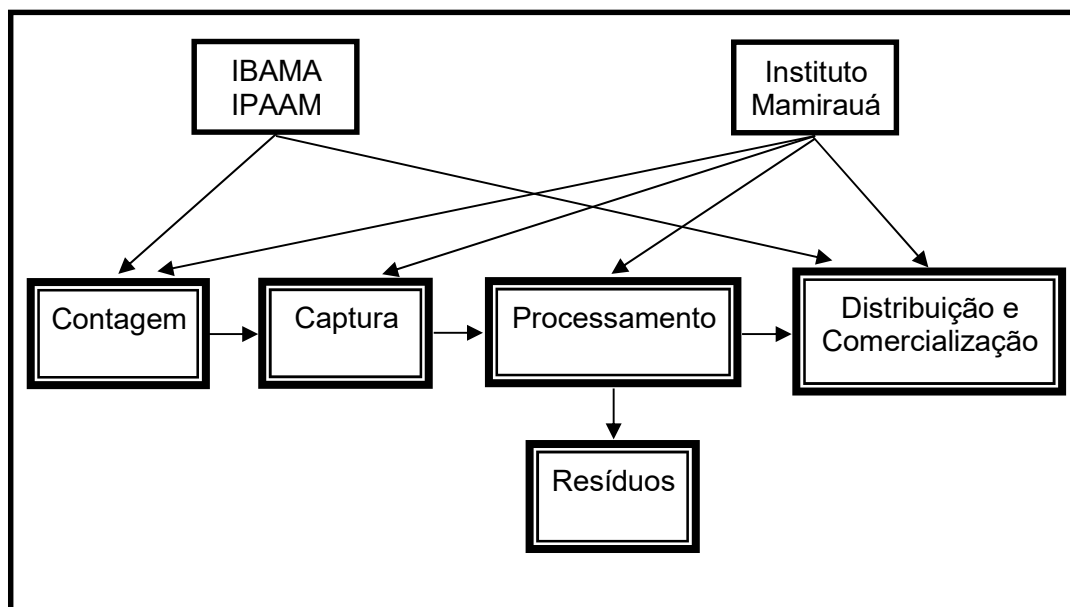 IBAMA
IPAAM
Instituto
Mamirauá
Contagem
Captura
Processamento
Distribuição e
Comercialização
Resíduos